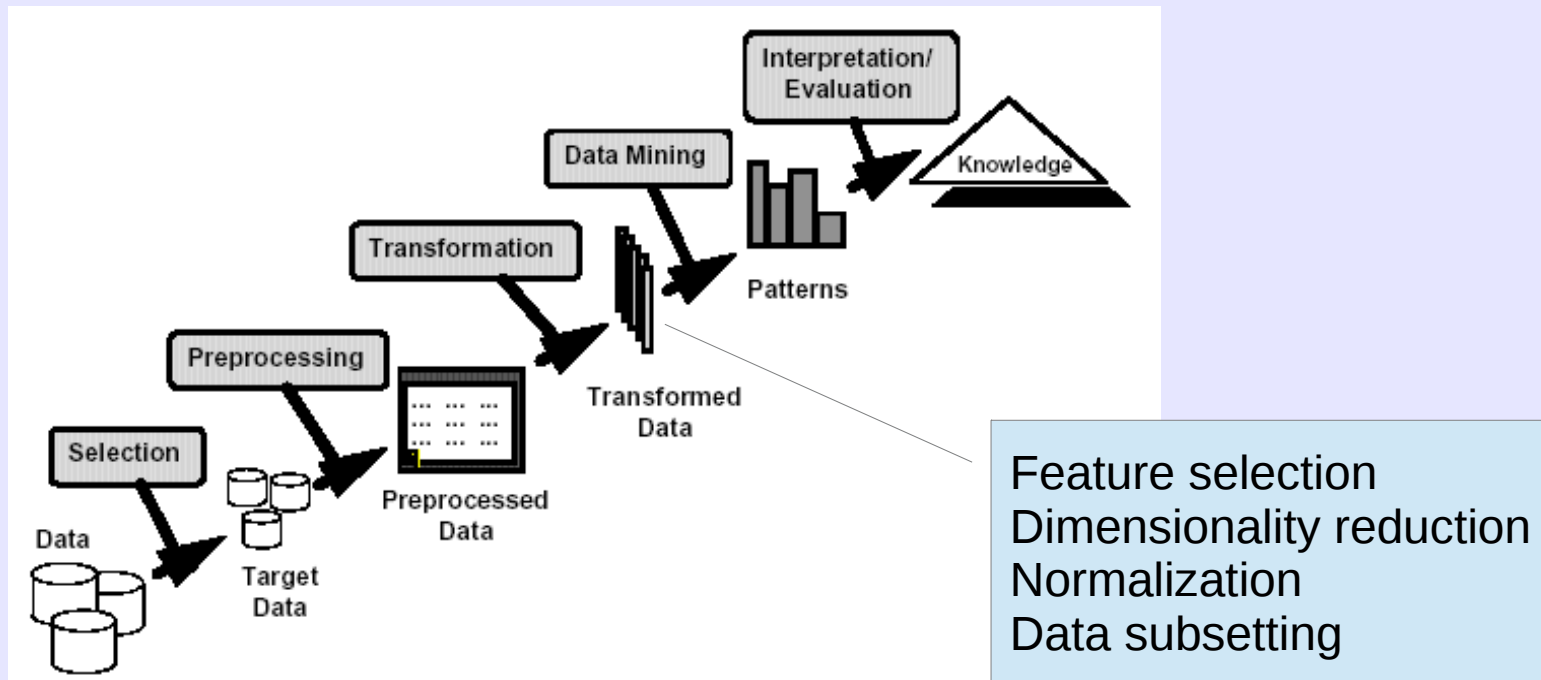 Interpretation/
Evaluation
Data Mining
Knowledge
Transformation
Patterns
Preprocessing
Transformed
Data
Selection
Preprocessed
Data
Data
Target
Data
... ... ...
... ... ...
... ... ...
Feature selection
Dimensionality reduction
Normalization
Data subsetting